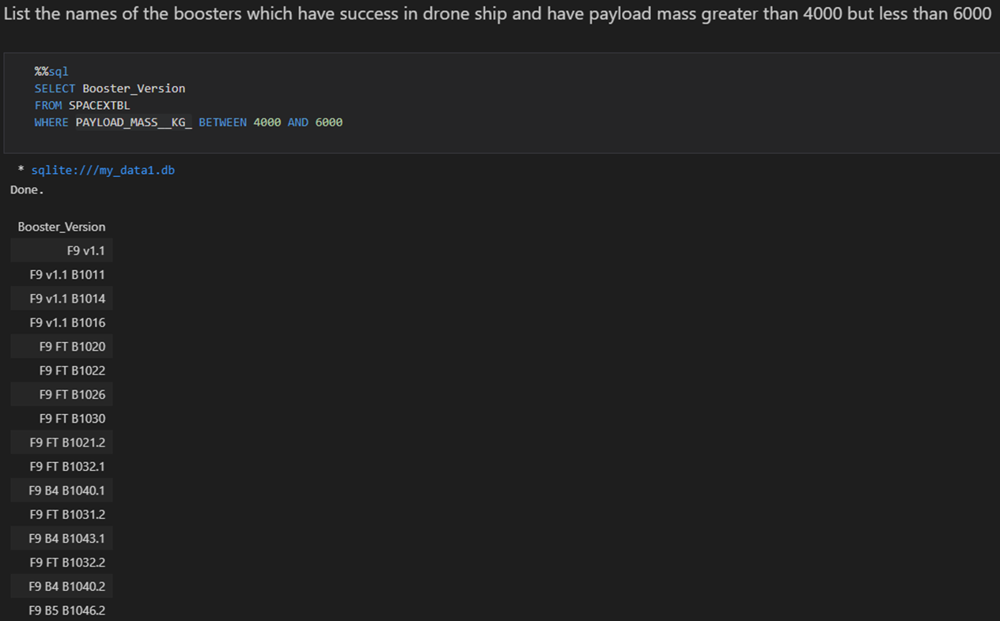 List the names of the boosters which have success in drone ship and have payload mass greater than 4000 but less than 6000
%%sql
SELECT Booster_Version
FROM SPACEXTBL
WHERE PAYLOAD_MASS__KG_ BETWEEN 4000 AND 6000
* sqlite:///my_data1.db
Done.
Booster_Version
F9 v1.1
F9 v1.1 B1011
F9 v1.1 B1014
F9 v1.1 B1016
F9 FT B1020
F9 FT B1022
F9 FT B1026
F9 FT B1030
F9 FT B1021.2
F9 FT B1032.1
F9 B4 B1040.1
F9 FT B1031.2
F9 B4 B1043.1
F9 FT B1032.2
F9 B4 B1040.2
F9 B5 B1046.2